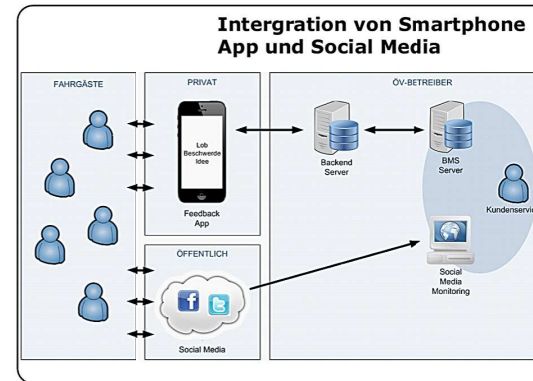 Intergration von Smartphone
App und Social Media
FAHRGÄSTE
PRIVAT
ÖV-BETREIBER
Lob
Beschwerde
Idee
Feedback
App
Backend
Server
BMS
Server
Kundenservic
ÖFFENTLICH
f
t
Social Media
Social
Media
Monitoring